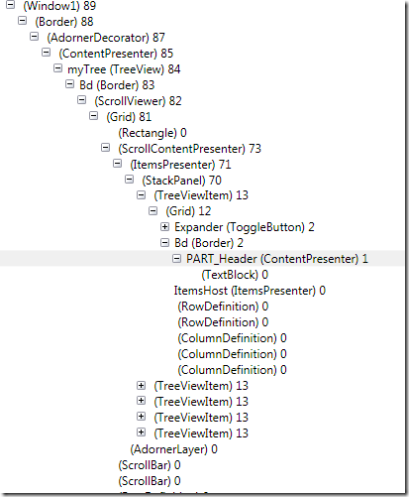 (Window1) 89
(Border) 88
(AdornerDecorator) 87
(ContentPresenter) 85
myTree (TreeView) 84
Bd (Border) 83
(ScrollViewer) 82
(Grid) 81
(Rectangle) 0
(ScrollContentPresenter) 73
(ItemsPresenter) 71
(StackPanel) 70
(TreeViewItem) 13
(Grid) 12
Expander (ToggleButton) 2
Bd (Border) 2
PART_Header (ContentPresenter) 1
(TextBlock) 0
ItemsHost (ItemsPresenter) 0
(RowDefinition) 0
(RowDefinition) 0
(ColumnDefinition) 0
(ColumnDefinition) 0
(ColumnDefinition) 0
(TreeViewItem) 13
(TreeViewItem) 13
(TreeViewItem) 13
(TreeViewItem) 13
(AdornerLayer) 0
(ScrollBar) 0
(ScrollBar) 0